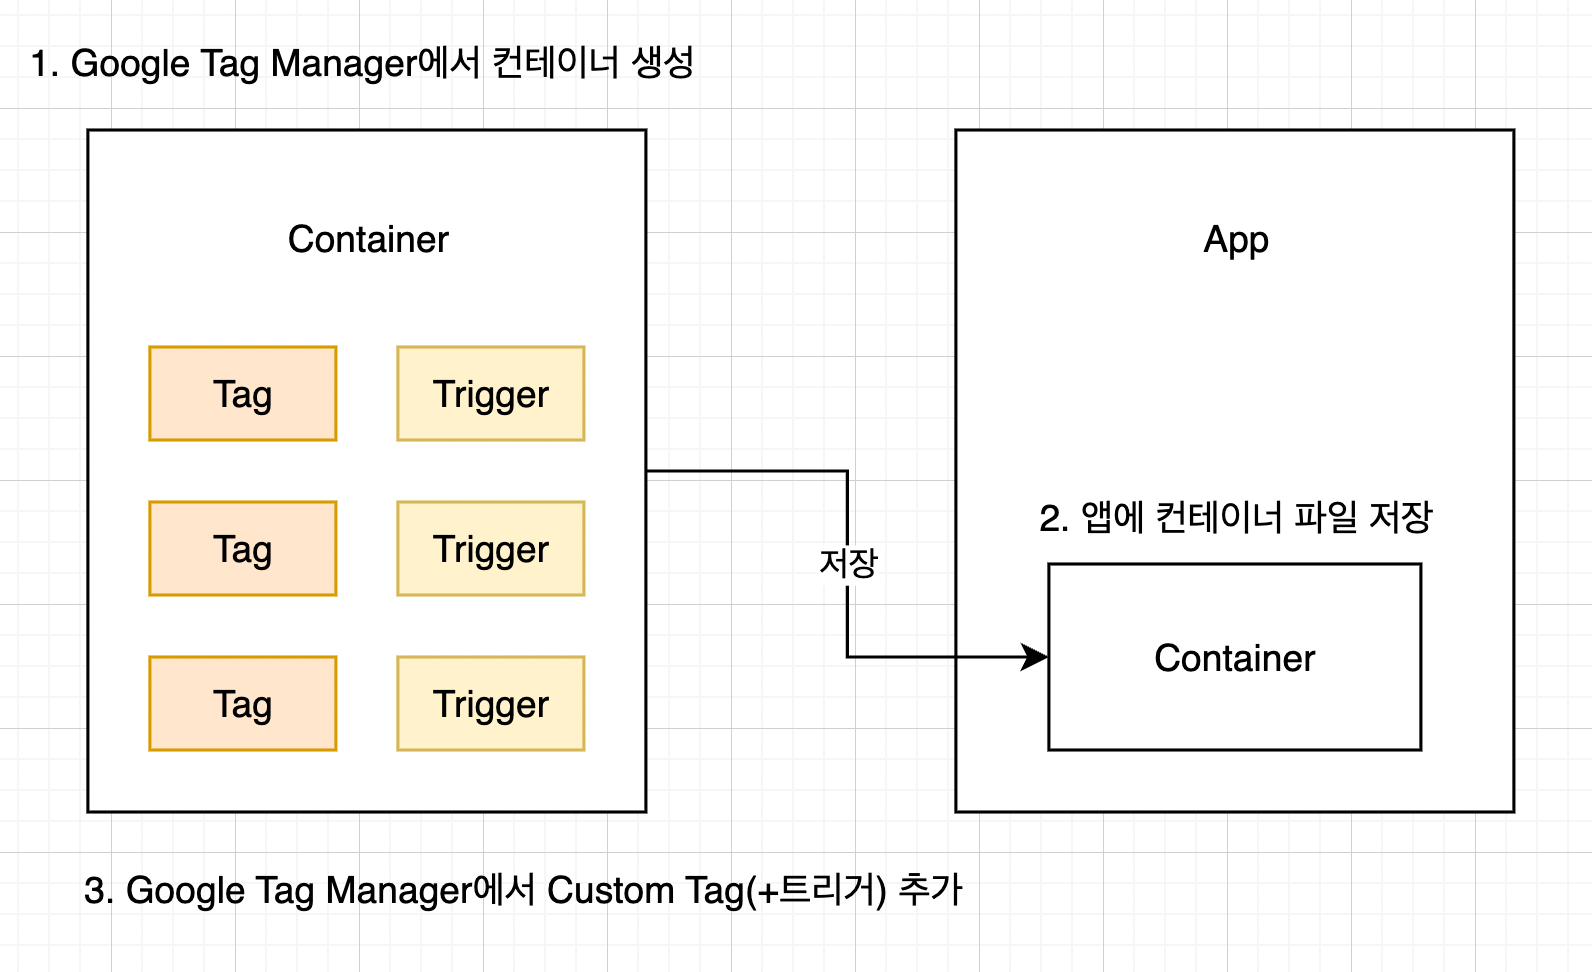 1. Google Tag Manager에서 컨테이너 생성
Container
App
Tag
Trigger
Tag
Trigger
Tag
Trigger
저장
2. 앱에 컨테이너 파일 저장
Container
3. Google Tag Manager에서 Custom Tag(+트리거) 추가